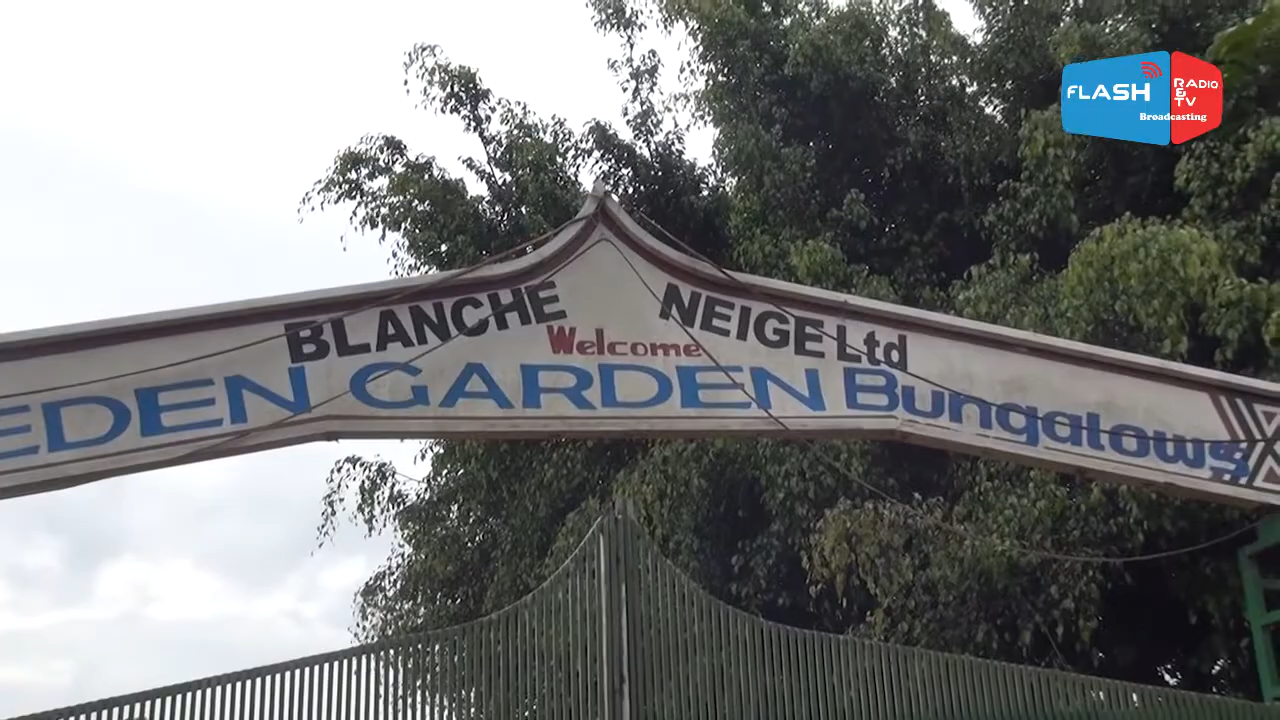 BLANCHE NEIGE Ltd
Welcome
EDEN GARDEN Bungalows
FLASH RADIO & TV
Broadcasting